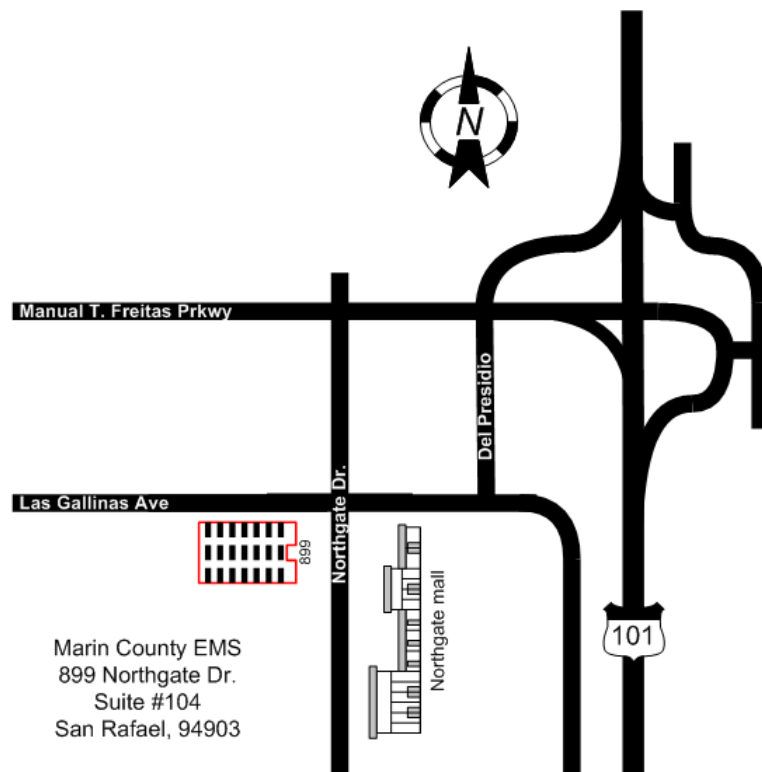 N
Manual T. Freitas Prkwy
Del Presidio
Las Gallinas Ave
Northgate Dr.
899
Northgate mall
101
Marin County EMS
899 Northgate Dr.
Suite #104
San Rafael, 94903